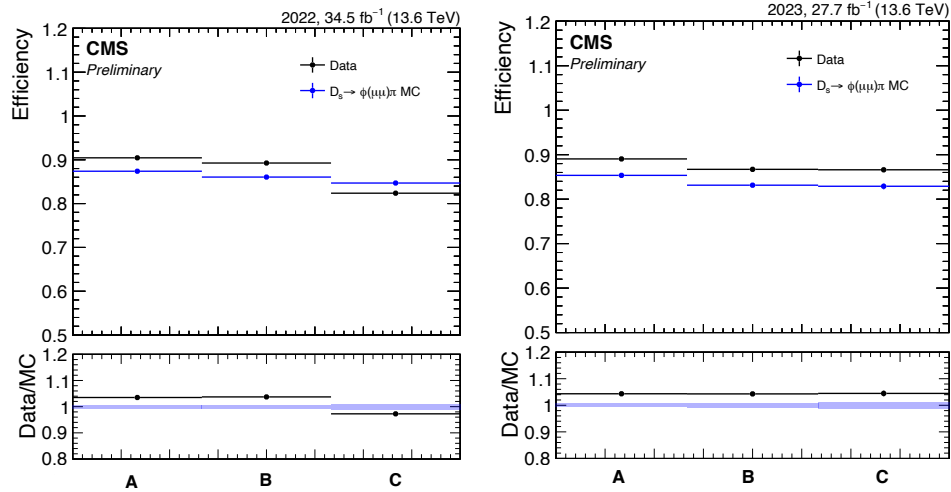 2022, 34.5 fb⁻¹ (13.6 TeV)
CMS
Preliminary
Data
Dₛ→ ϕ(μμ)π MC
Efficiency
1.2
1.1
1
0.9
0.8
0.7
0.6
0.5
Data/MC
1.2
1.1
1
0.9
0.8
A B C
2023, 27.7 fb⁻¹ (13.6 TeV)
CMS
Preliminary
Data
Dₛ→ ϕ(μμ)π MC
Efficiency
1.2
1.1
1
0.9
0.8
0.7
0.6
0.5
Data/MC
1.2
1.1
1
0.9
0.8
A B C